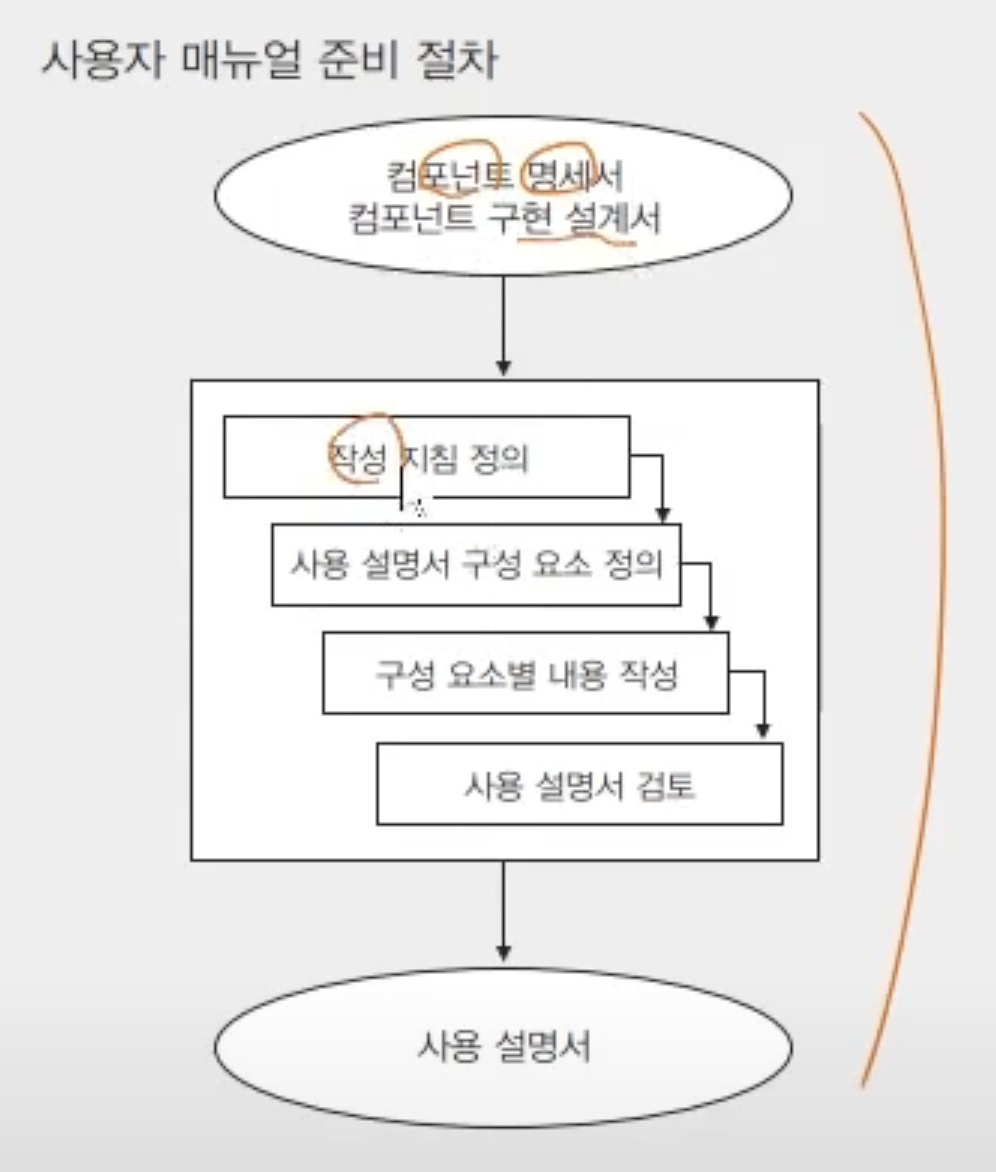 사용자 매뉴얼 준비 절차
컴포넌트 명세서
컴포넌트 구현 설계서
작성 지침 정의
사용 설명서 구성 요소 정의
구성 요소별 내용 작성
사용 설명서 검토
사용 설명서